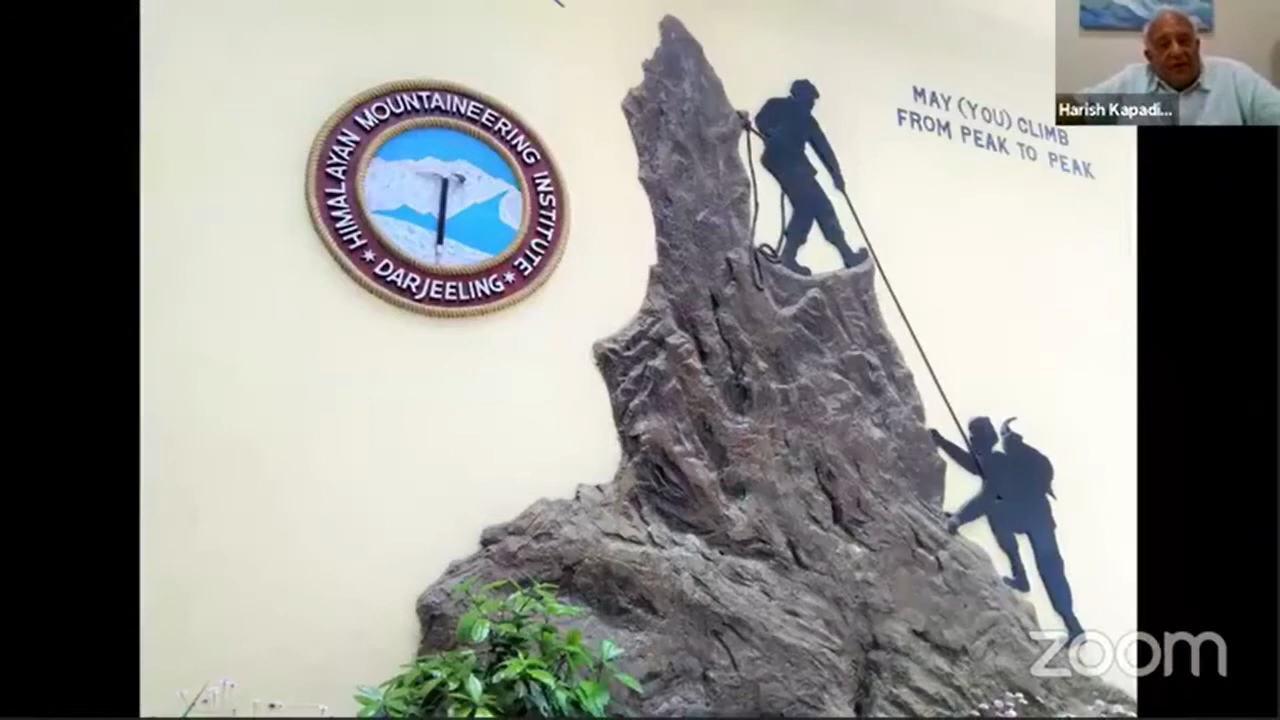 HIMALAYAN MOUNTAINEERING INSTITUTE
* DARJEELING *
MAY (YOU) CLIMB
FROM PEAK TO PEAK
Harish Kapadi...
zoom